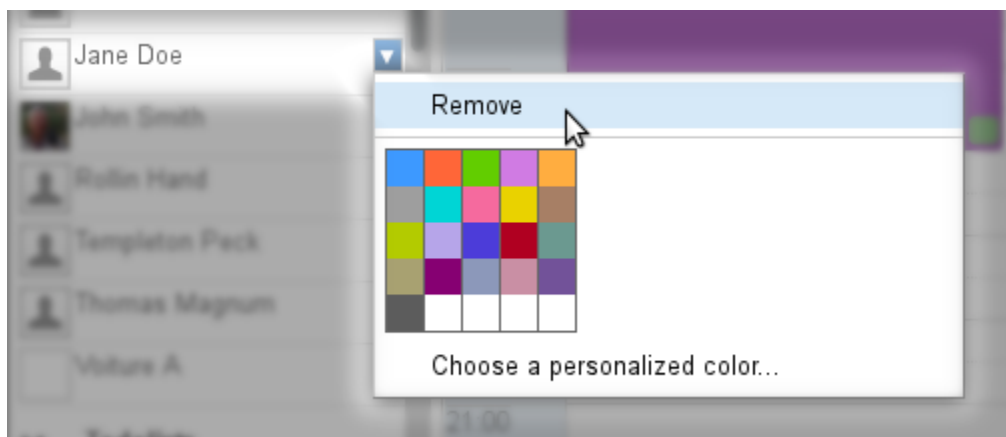 Jane Doe
Remove
John Smith
Rollin Hand
Templeton Peck
Thomas Magnum
Voiture A
Choose a personalized color...
21:00